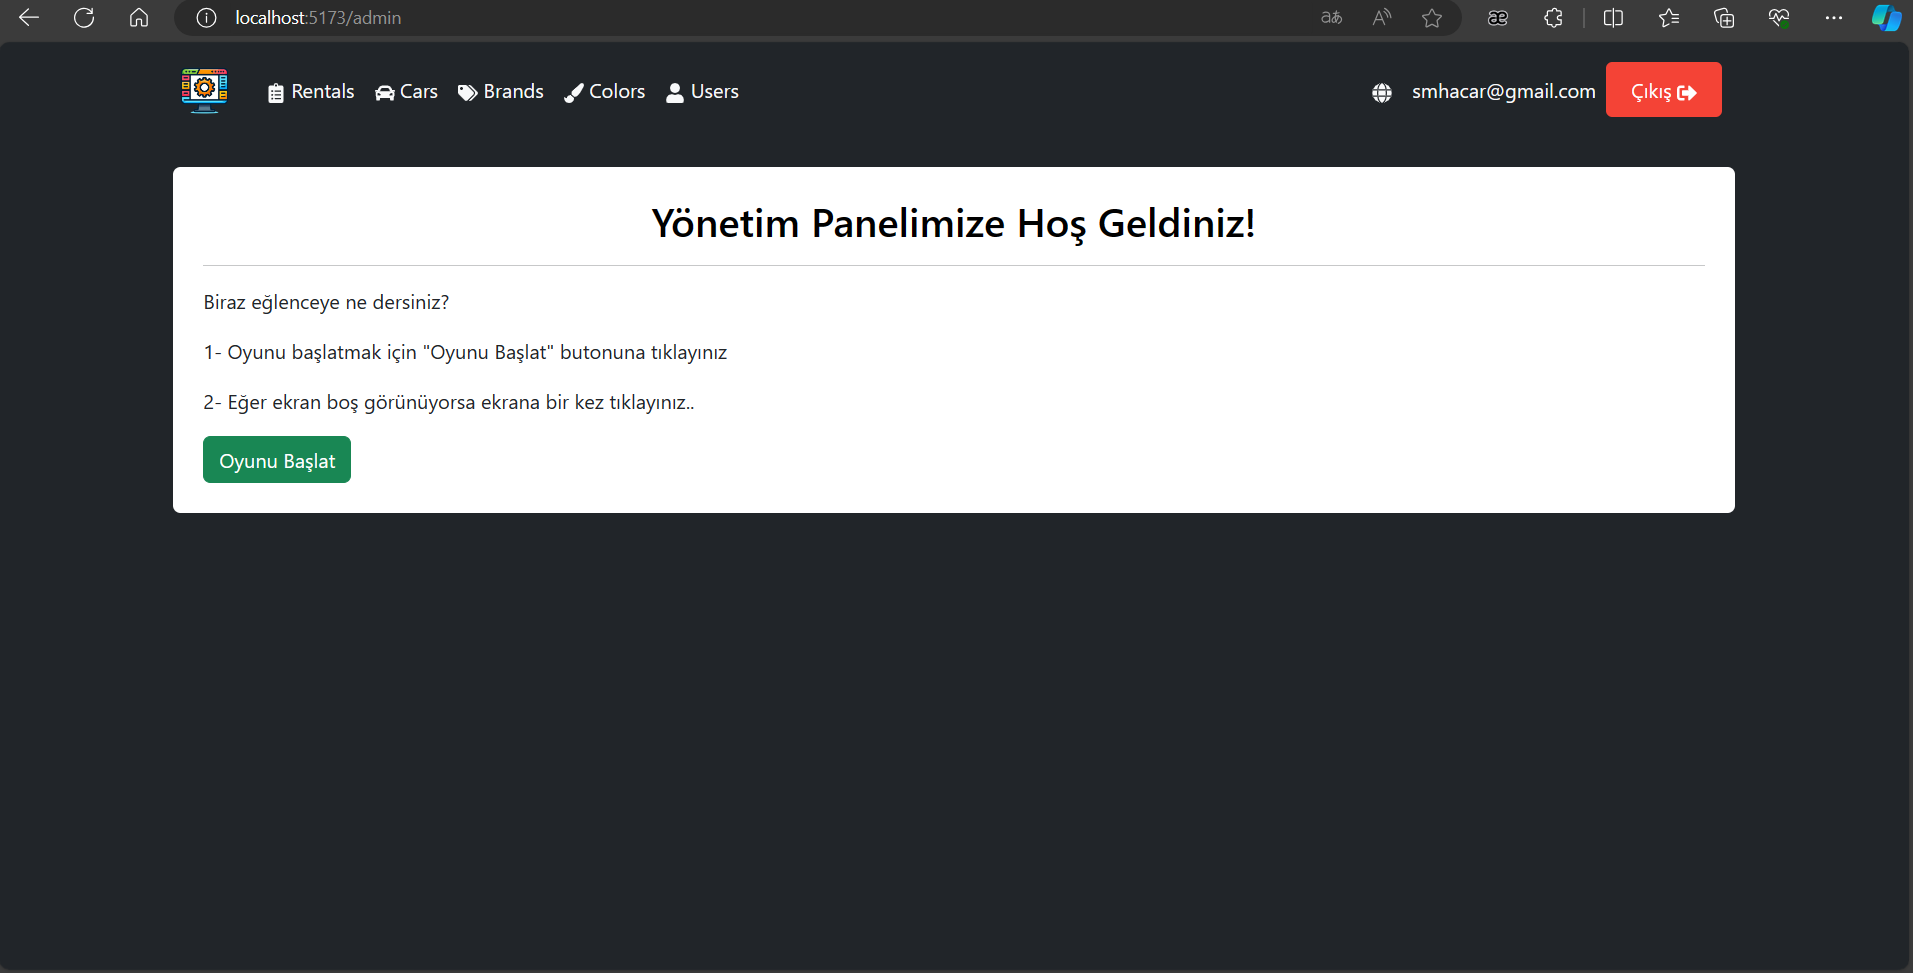 localhost:5173/admin
Rentals Cars Brands Colors Users smhacar@gmail.com Çıkış
Yönetim Panelimize Hoş Geldiniz!
Biraz eğlenceye ne dersiniz?
1- Oyunu başlatmak için "Oyunu Başlat" butonuna tıklayınız
2- Eğer ekran boş görünüyorsa ekrana bir kez tıklayınız..
Oyunu Başlat